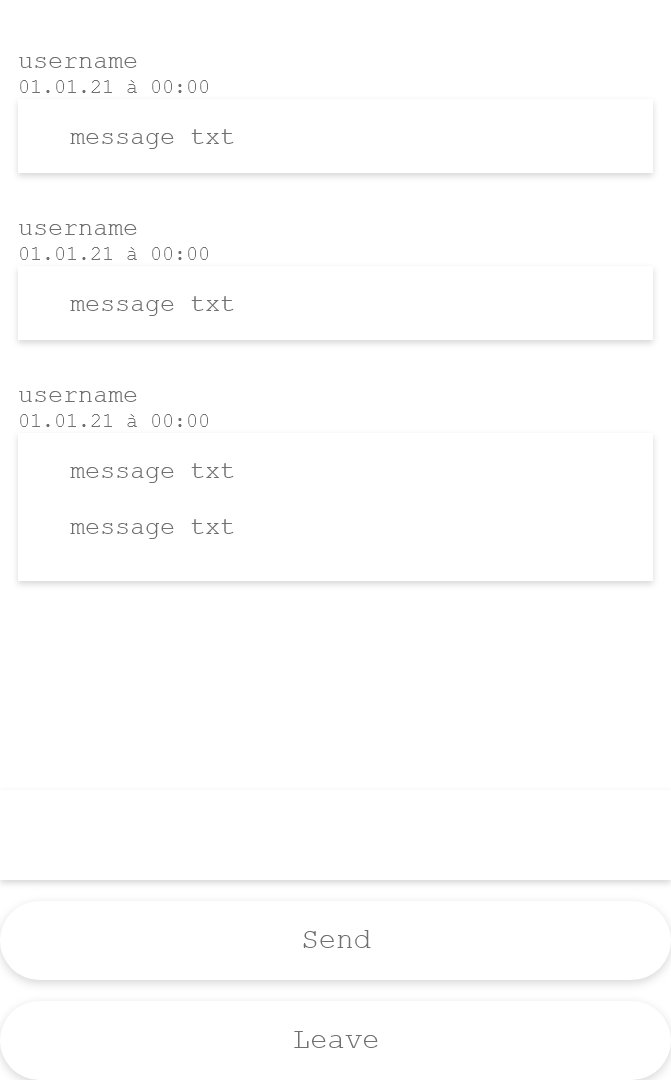 username
01.01.21 à 00:00
message txt
username
01.01.21 à 00:00
message txt
username
01.01.21 à 00:00
message txt
message txt
Send
Leave